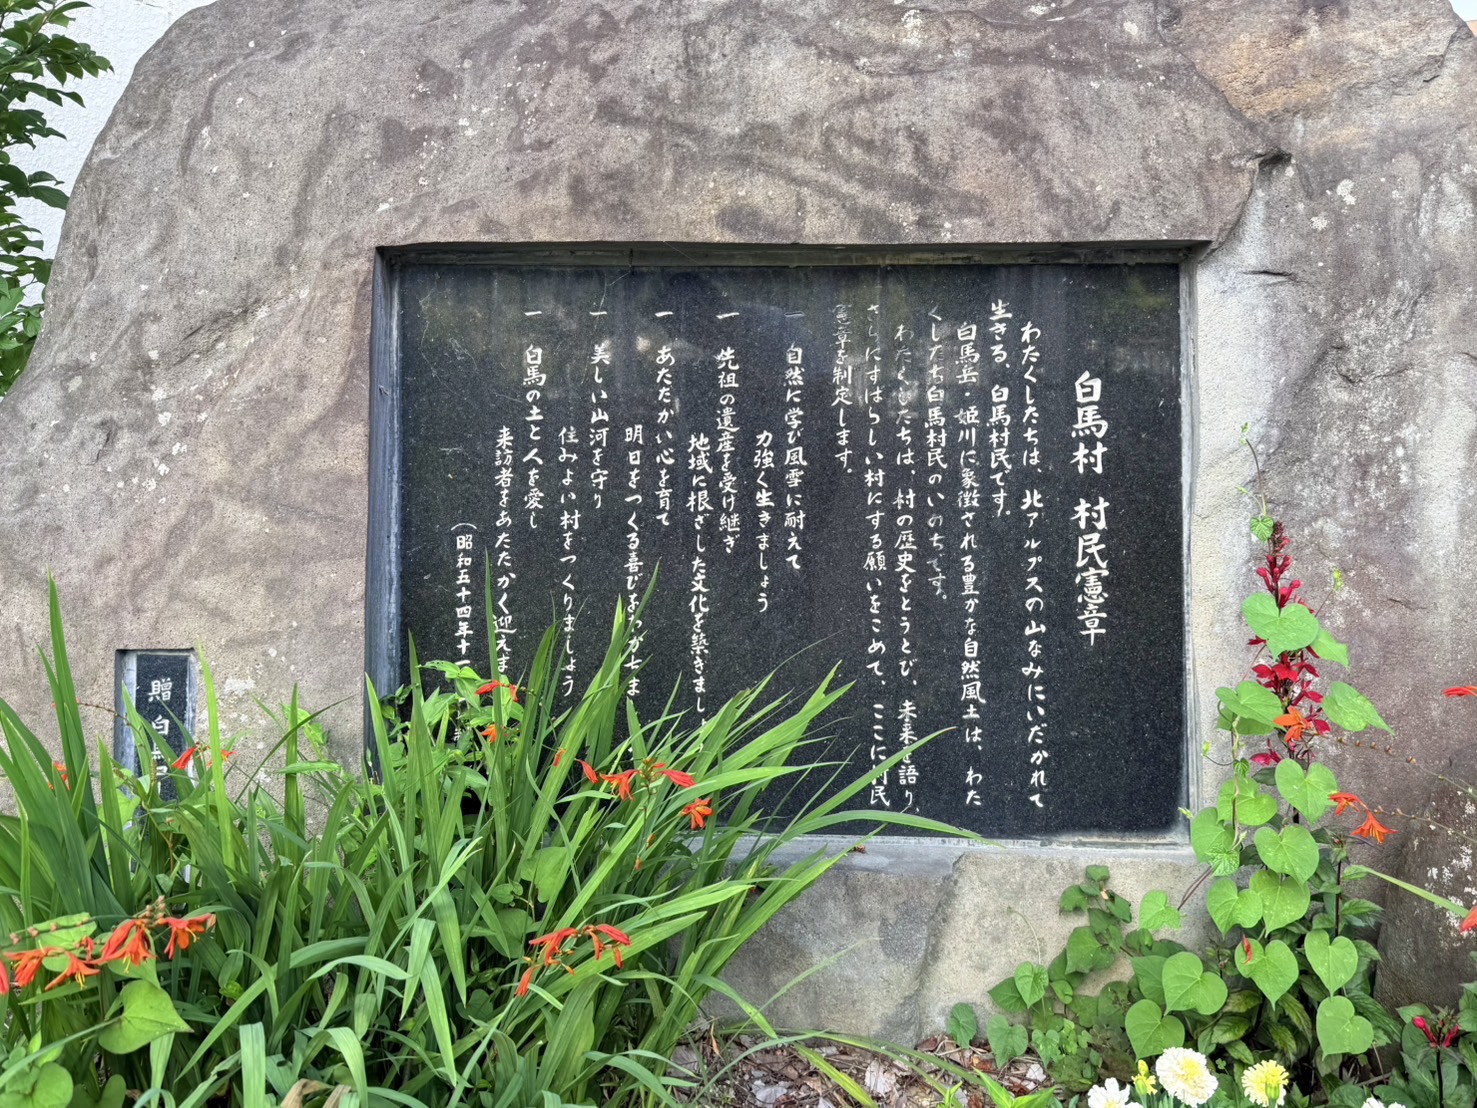 白馬村 村民憲章
わたくしたちは、北アルプスの山なみにいだかれて
生きる、白馬村民です。
白馬岳・姫川に象徴される豊かな自然風土は、わた
くしたち白馬村民のいのちです。
わたくしたちは、村の歴史をとうとび、未来を語り、
さらにすばらしい村にする願いをこめて、ここに村民
憲章を制定します。
一 自然に学び風雪に耐えて
力強く生きましょう
一 先祖の遺産を受け継ぎ
地域に根ざした文化を築きまし
一 あたたかい心を育て
明日をつくる喜びをわかちま
一 美しい山河を守り
住みよい村をつくりましょう
一 白馬の土と人を愛し
来訪者をあたたかく迎えま
(昭和五十四年十一
贈 白馬